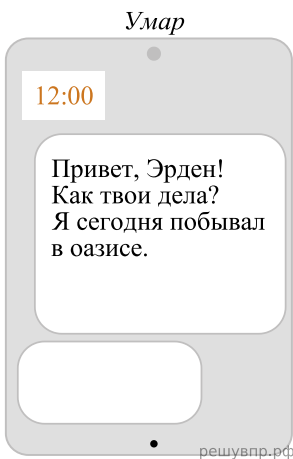 Умар
12:00
Привет, Эрден!
Как твои дела?
Я сегодня побывал
в оазисе.
решувпр.рф